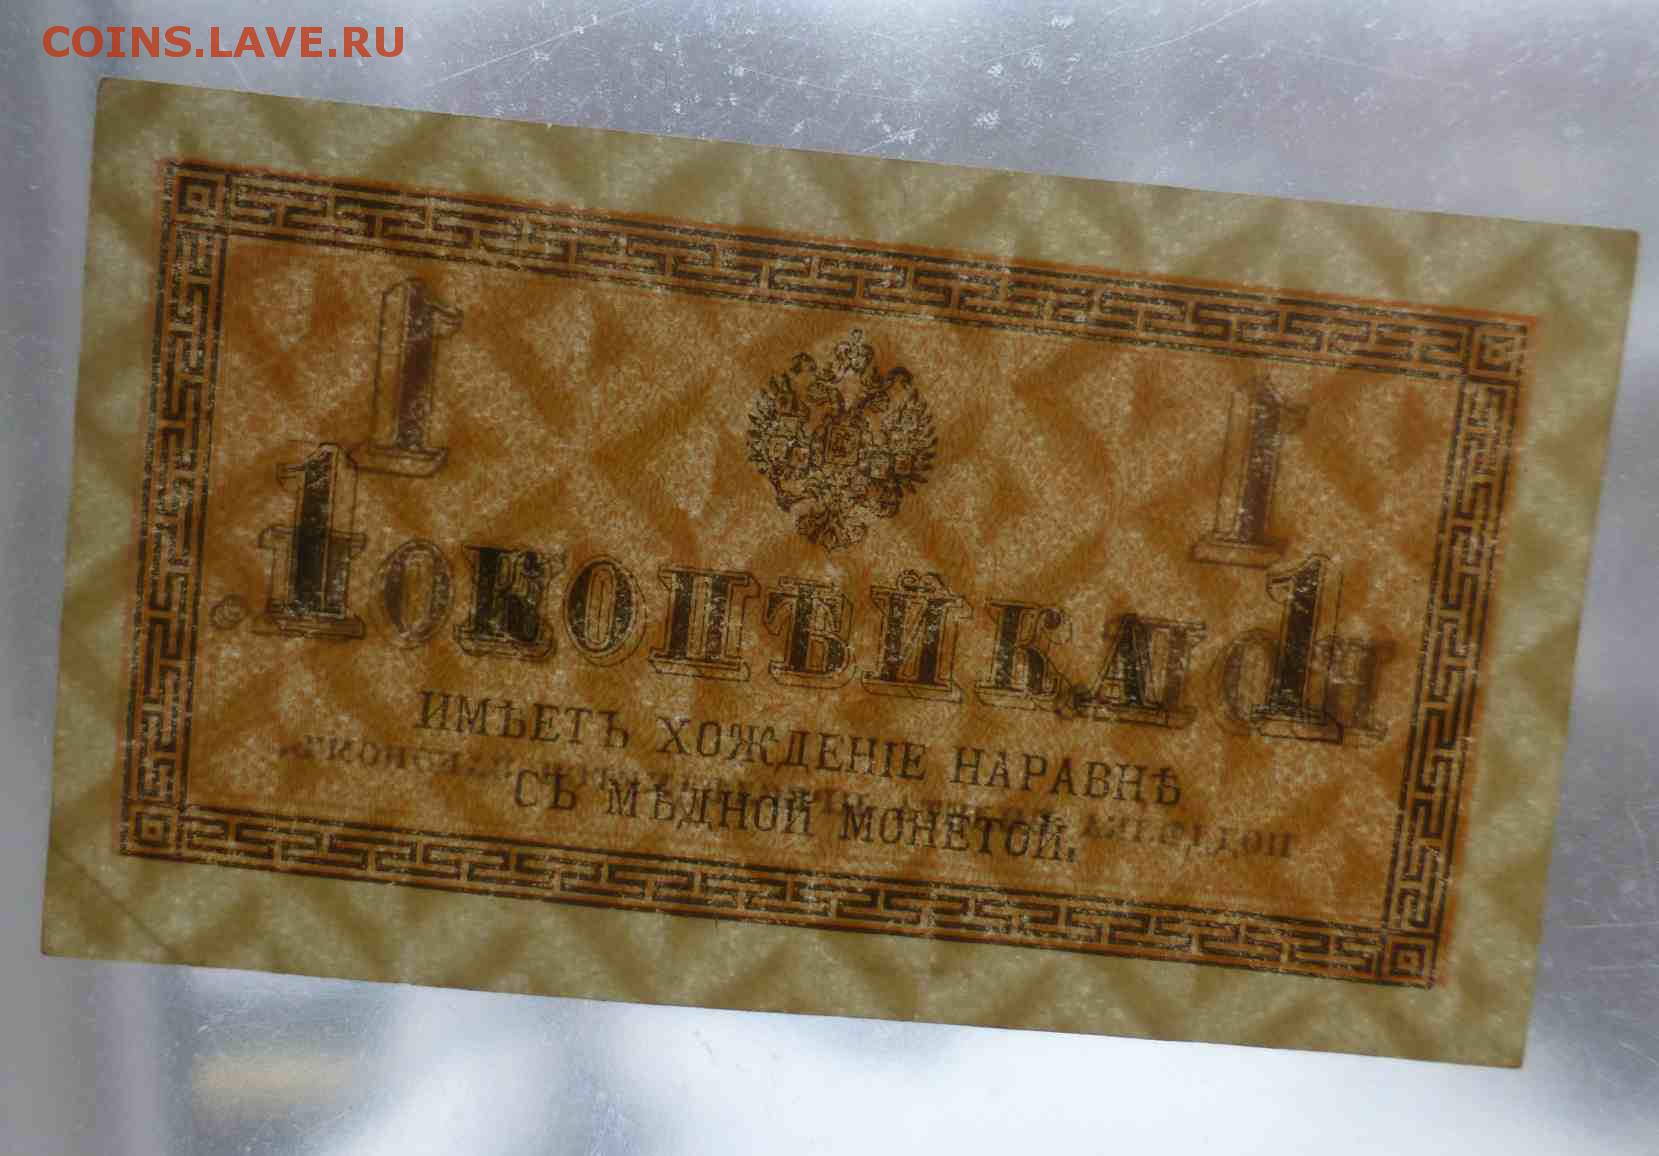 COINS.LAVE.RU
1 1
1 КОПѢЙКА 1
ИМѢЕТЪ ХОЖДЕНІЕ НАРАВНѢ
СЪ МѢДНОЙ МОНЕТОЙ.